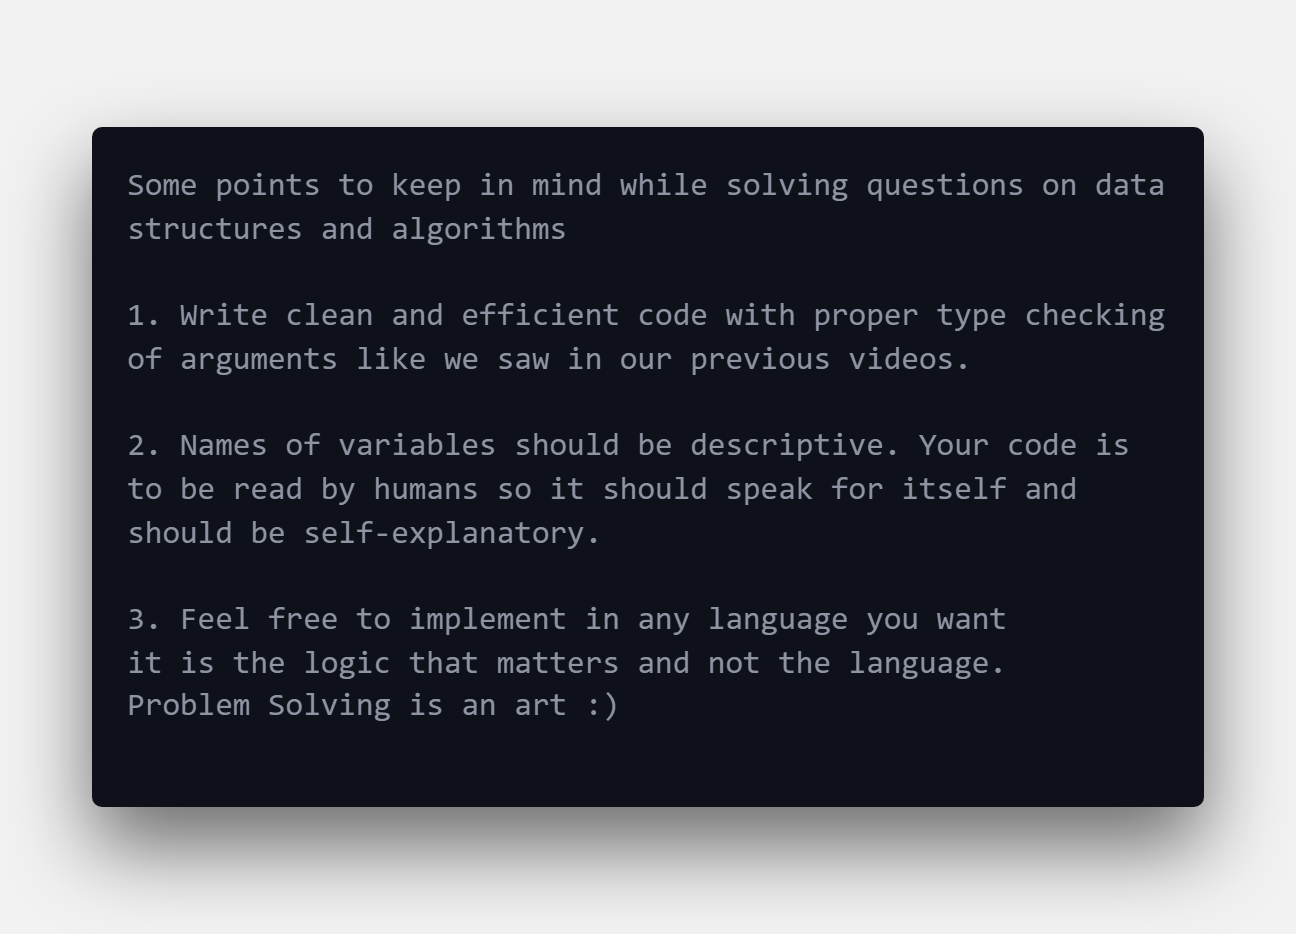 Some points to keep in mind while solving questions on data
structures and algorithms
1. Write clean and efficient code with proper type checking
of arguments like we saw in our previous videos.
2. Names of variables should be descriptive. Your code is
to be read by humans so it should speak for itself and
should be self-explanatory.
3. Feel free to implement in any language you want
it is the logic that matters and not the language.
Problem Solving is an art :)